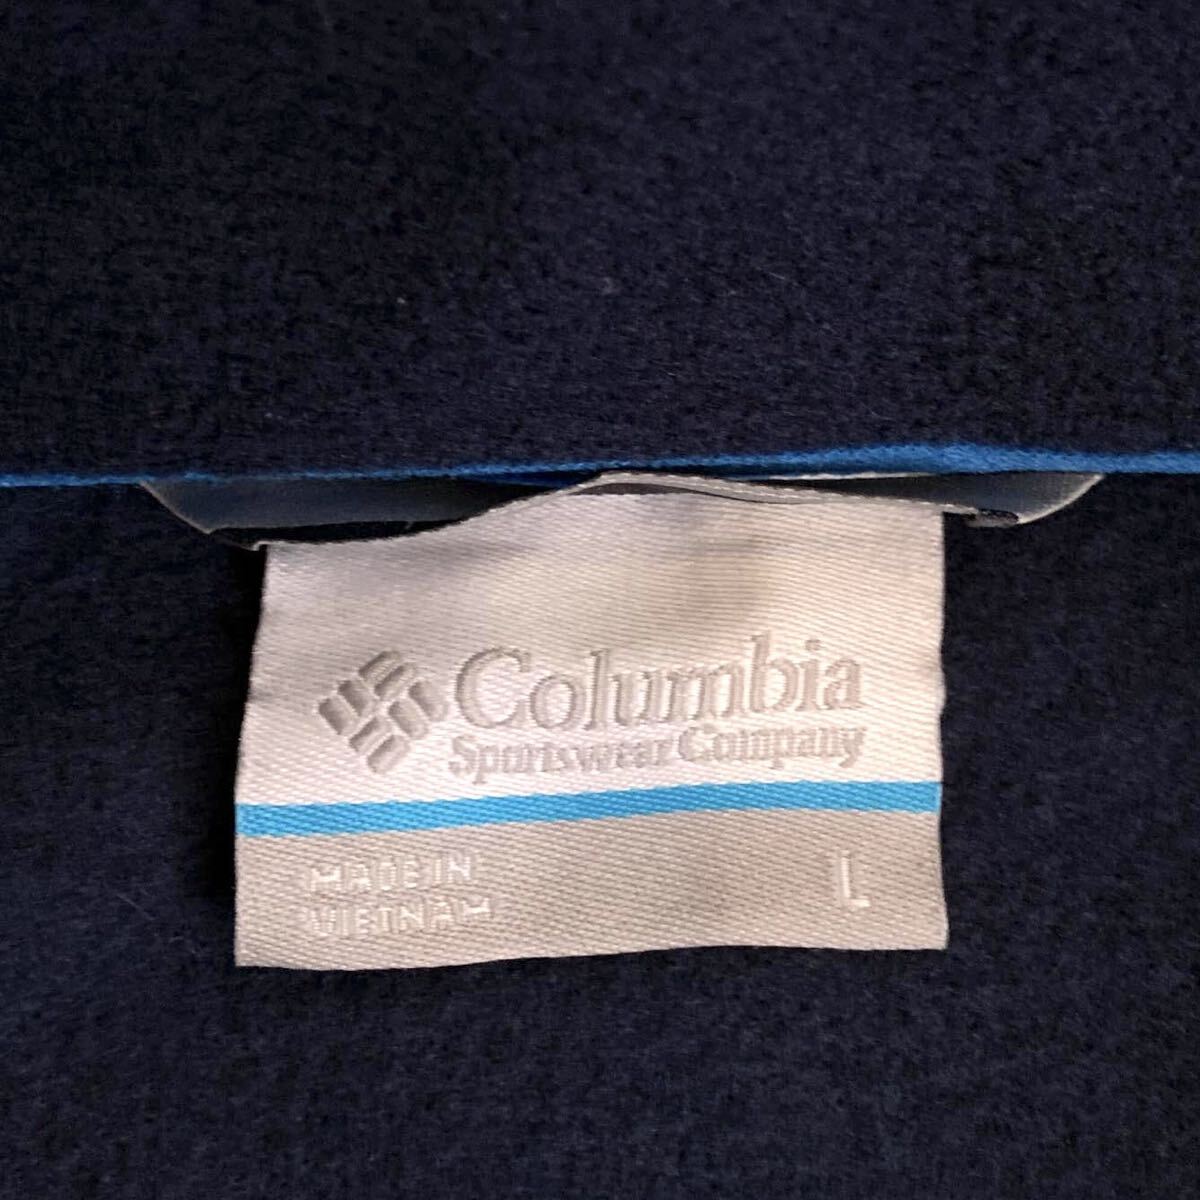 Columbia
Sportswear Company
MADE IN
VIETNAM
L